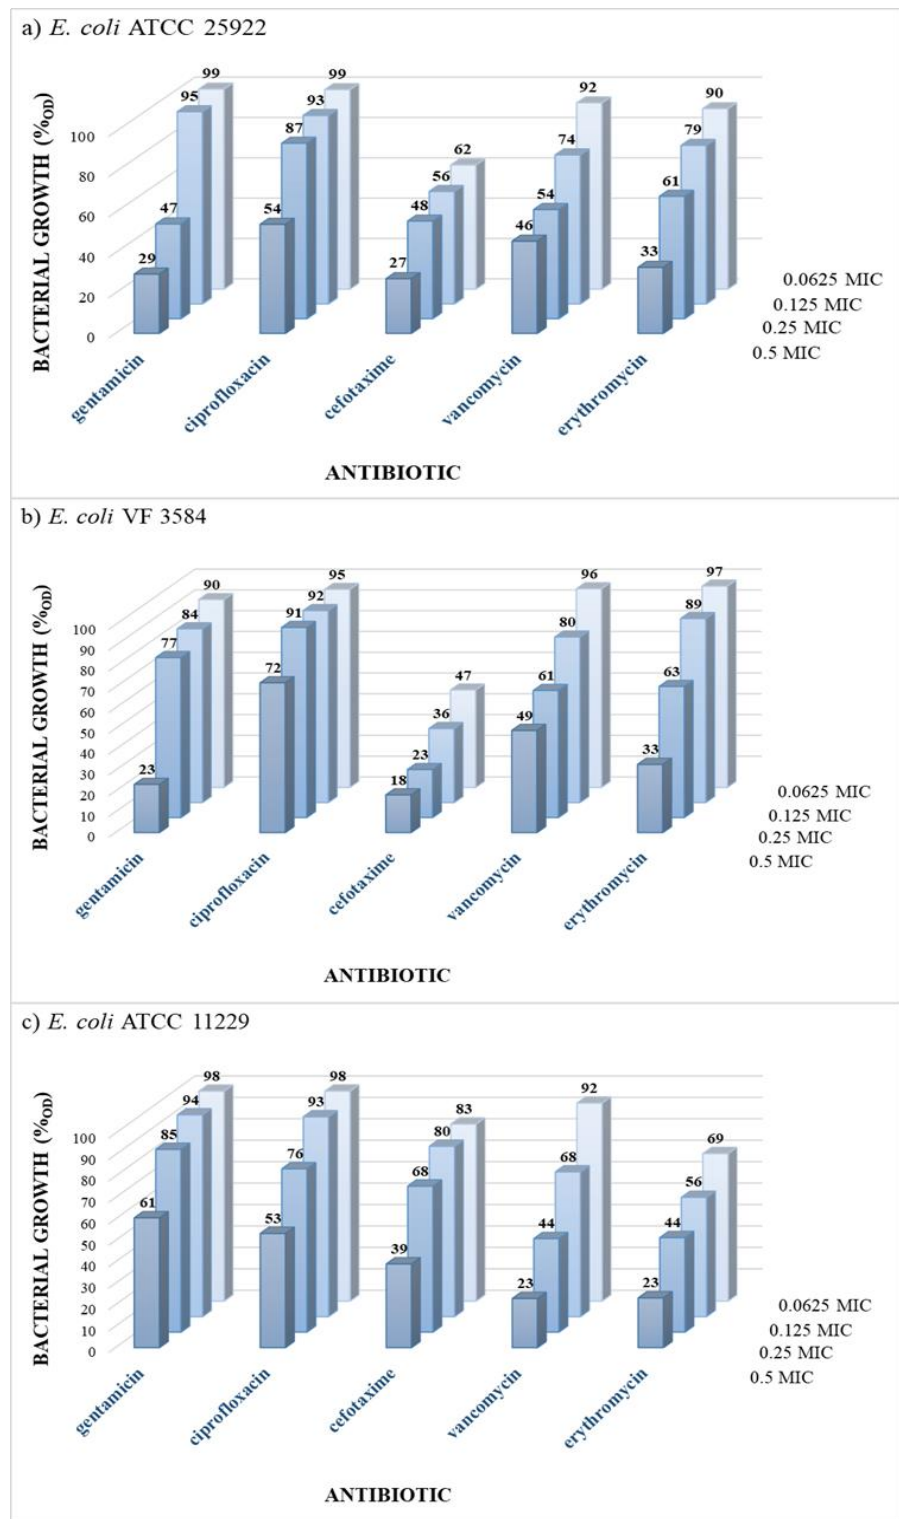 a) E. coli ATCC 25922
BACTERIAL GROWTH (%OD)
100
80
60
40
20
0
29
47
95
99
54
87
93
99
27
48
56
62
46
54
74
92
33
61
79
90
0.0625 MIC
0.125 MIC
0.25 MIC
0.5 MIC
gentamicin
ciprofloxacin
cefotaxime
vancomycin
erythromycin
ANTIBIOTIC
b) E. coli VF 3584
BACTERIAL GROWTH (%OD)
100
90
80
70
60
50
40
30
20
10
0
23
77
84
90
72
91
92
95
18
23
36
47
49
61
80
96
33
63
89
97
0.0625 MIC
0.125 MIC
0.25 MIC
0.5 MIC
gentamicin
ciprofloxacin
cefotaxime
vancomycin
erythromycin
ANTIBIOTIC
c) E. coli ATCC 11229
BACTERIAL GROWTH (%OD)
100
90
80
70
60
50
40
30
20
10
0
61
85
94
98
53
76
93
98
39
68
80
83
23
44
68
92
23
44
56
69
0.0625 MIC
0.125 MIC
0.25 MIC
0.5 MIC
gentamicin
ciprofloxacin
cefotaxime
vancomycin
erythromycin
ANTIBIOTIC